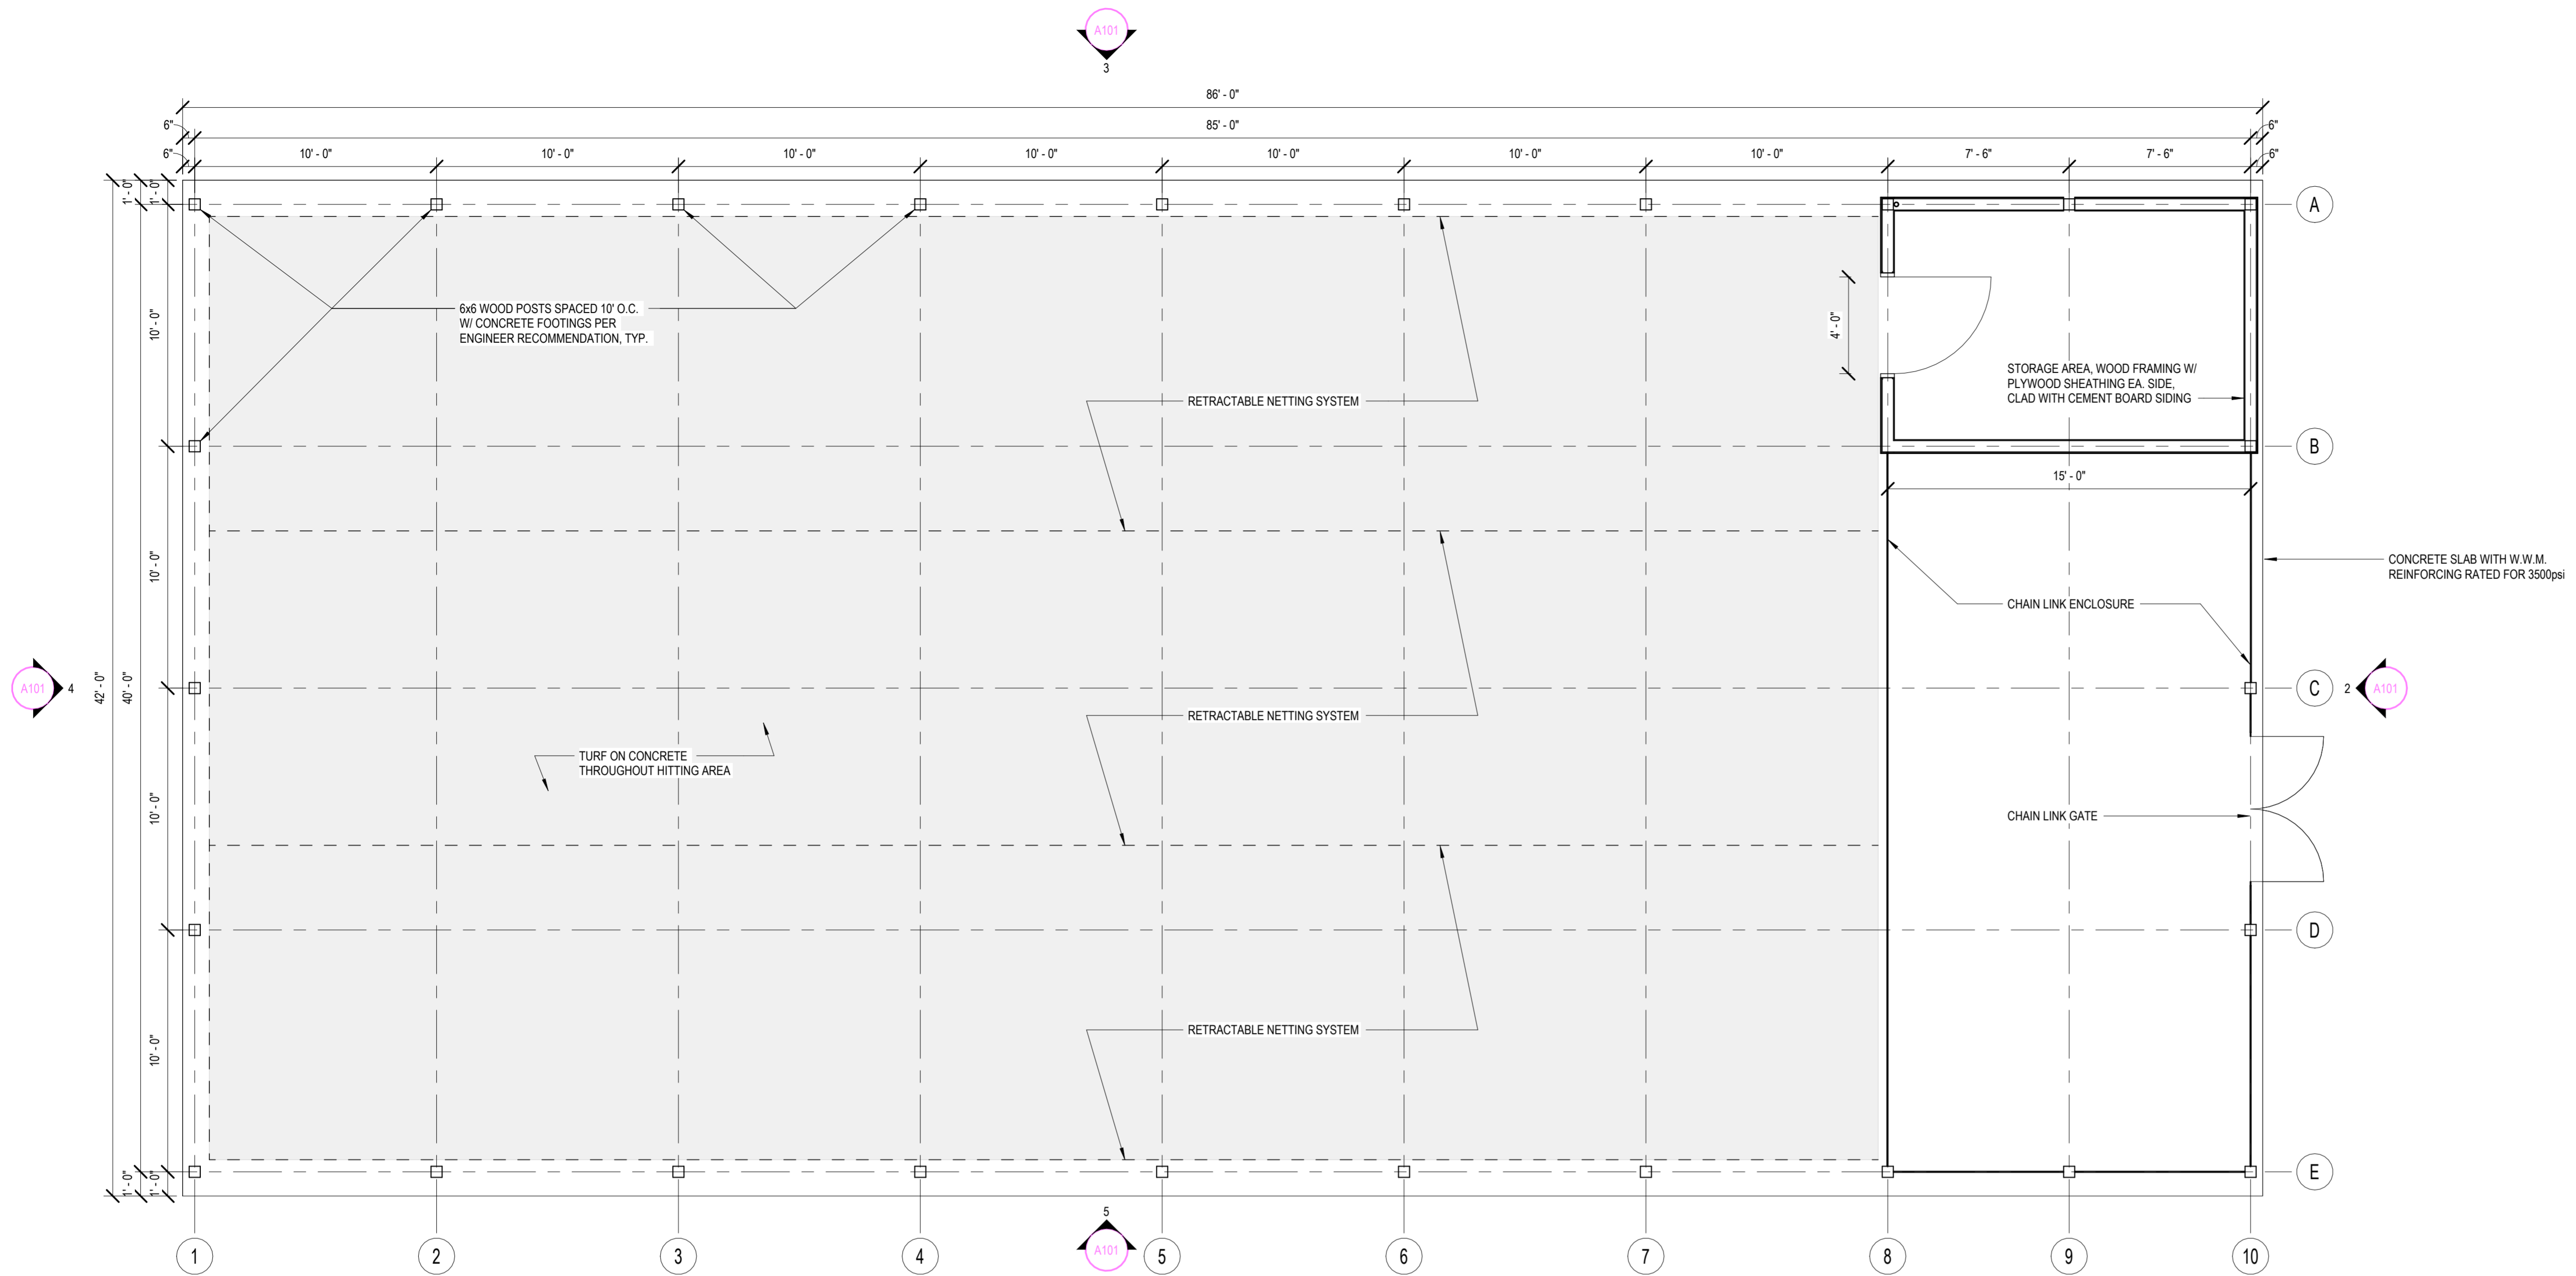 A101
3
86' - 0"
6"
85' - 0"
6"
6"
10' - 0"
10' - 0"
10' - 0"
10' - 0"
10' - 0"
10' - 0"
10' - 0"
7' - 6"
7' - 6"
6"
1' - 0"
1' - 0"
A
6x6 WOOD POSTS SPACED 10' O.C.
W/ CONCRETE FOOTINGS PER
ENGINEER RECOMMENDATION, TYP.
10' - 0"
4' - 0"
STORAGE AREA, WOOD FRAMING W/
PLYWOOD SHEATHING EA. SIDE,
CLAD WITH CEMENT BOARD SIDING
RETRACTABLE NETTING SYSTEM
B
15' - 0"
10' - 0"
CONCRETE SLAB WITH W.W.M.
REINFORCING RATED FOR 3500psi
CHAIN LINK ENCLOSURE
A101
4
42' - 0"
40' - 0"
C
2
A101
RETRACTABLE NETTING SYSTEM
TURF ON CONCRETE
THROUGHOUT HITTING AREA
10' - 0"
CHAIN LINK GATE
D
RETRACTABLE NETTING SYSTEM
10' - 0"
E
1' - 0"
1' - 0"
5
A101
1
2
3
4
5
6
7
8
9
10